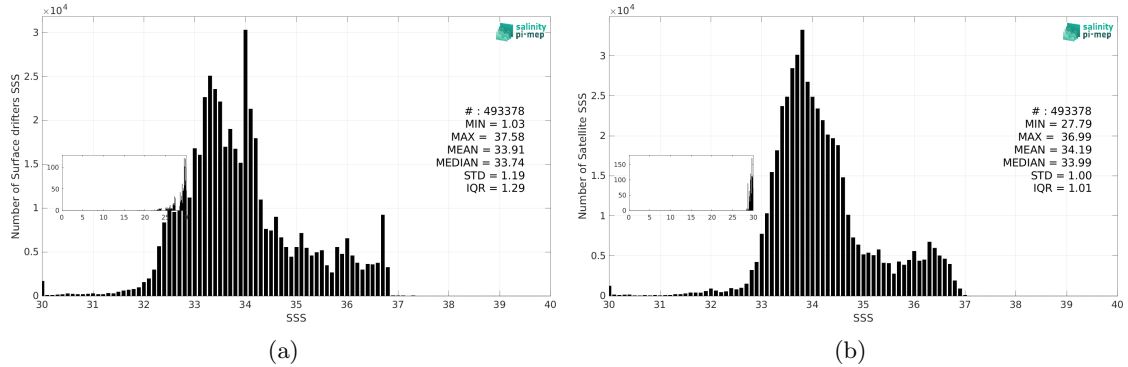 ×10⁴
salinity
pi-mep
Number of Surface drifters SSS
3
2.5
2
1.5
1
0.5
0
# : 493378
MIN = 1.03
MAX = 37.58
MEAN = 33.91
MEDIAN = 33.74
STD = 1.19
IQR = 1.29
100
50
0
0 5 10 15 20 25
30 31 32 33 34 35 36 37 38 39 40
SSS
(a)
×10⁴
salinity
pi-mep
Number of Satellite SSS
3
2.5
2
1.5
1
0.5
0
# : 493378
MIN = 27.79
MAX = 36.99
MEAN = 34.19
MEDIAN = 33.99
STD = 1.00
IQR = 1.01
150
100
50
0
0 5 10 15 20 25 30
30 31 32 33 34 35 36 37 38 39 40
SSS
(b)